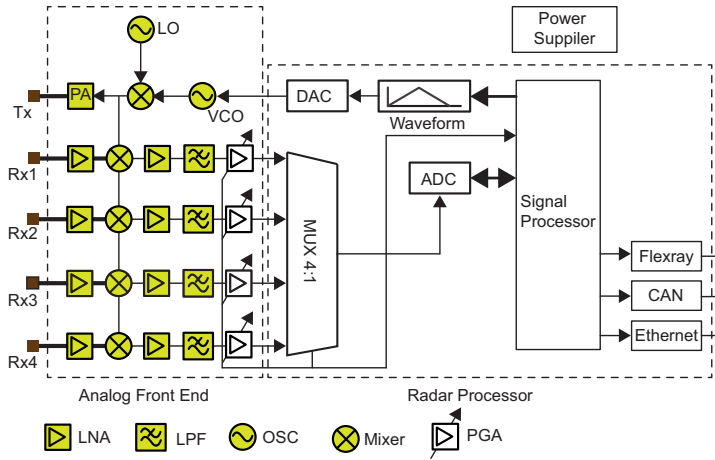 LO
Power
Suppiler
PA
DAC
Tx
VCO
Waveform
Rx1
ADC
Signal
Processor
Rx2
MUX 4:1
Flexray
Rx3
CAN
Ethernet
Rx4
Analog Front End
Radar Processor
LNA
LPF
OSC
Mixer
PGA